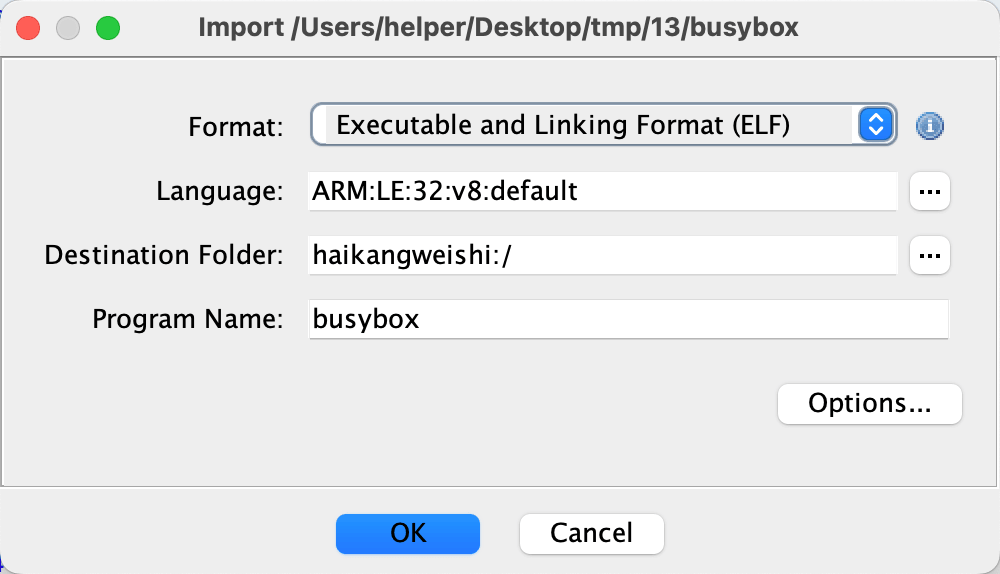 Import /Users/helper/Desktop/tmp/13/busybox
Format: Executable and Linking Format (ELF)
Language: ARM:LE:32:v8:default ...
Destination Folder: haikangweishi:/ ...
Program Name: busybox
Options...
OK Cancel